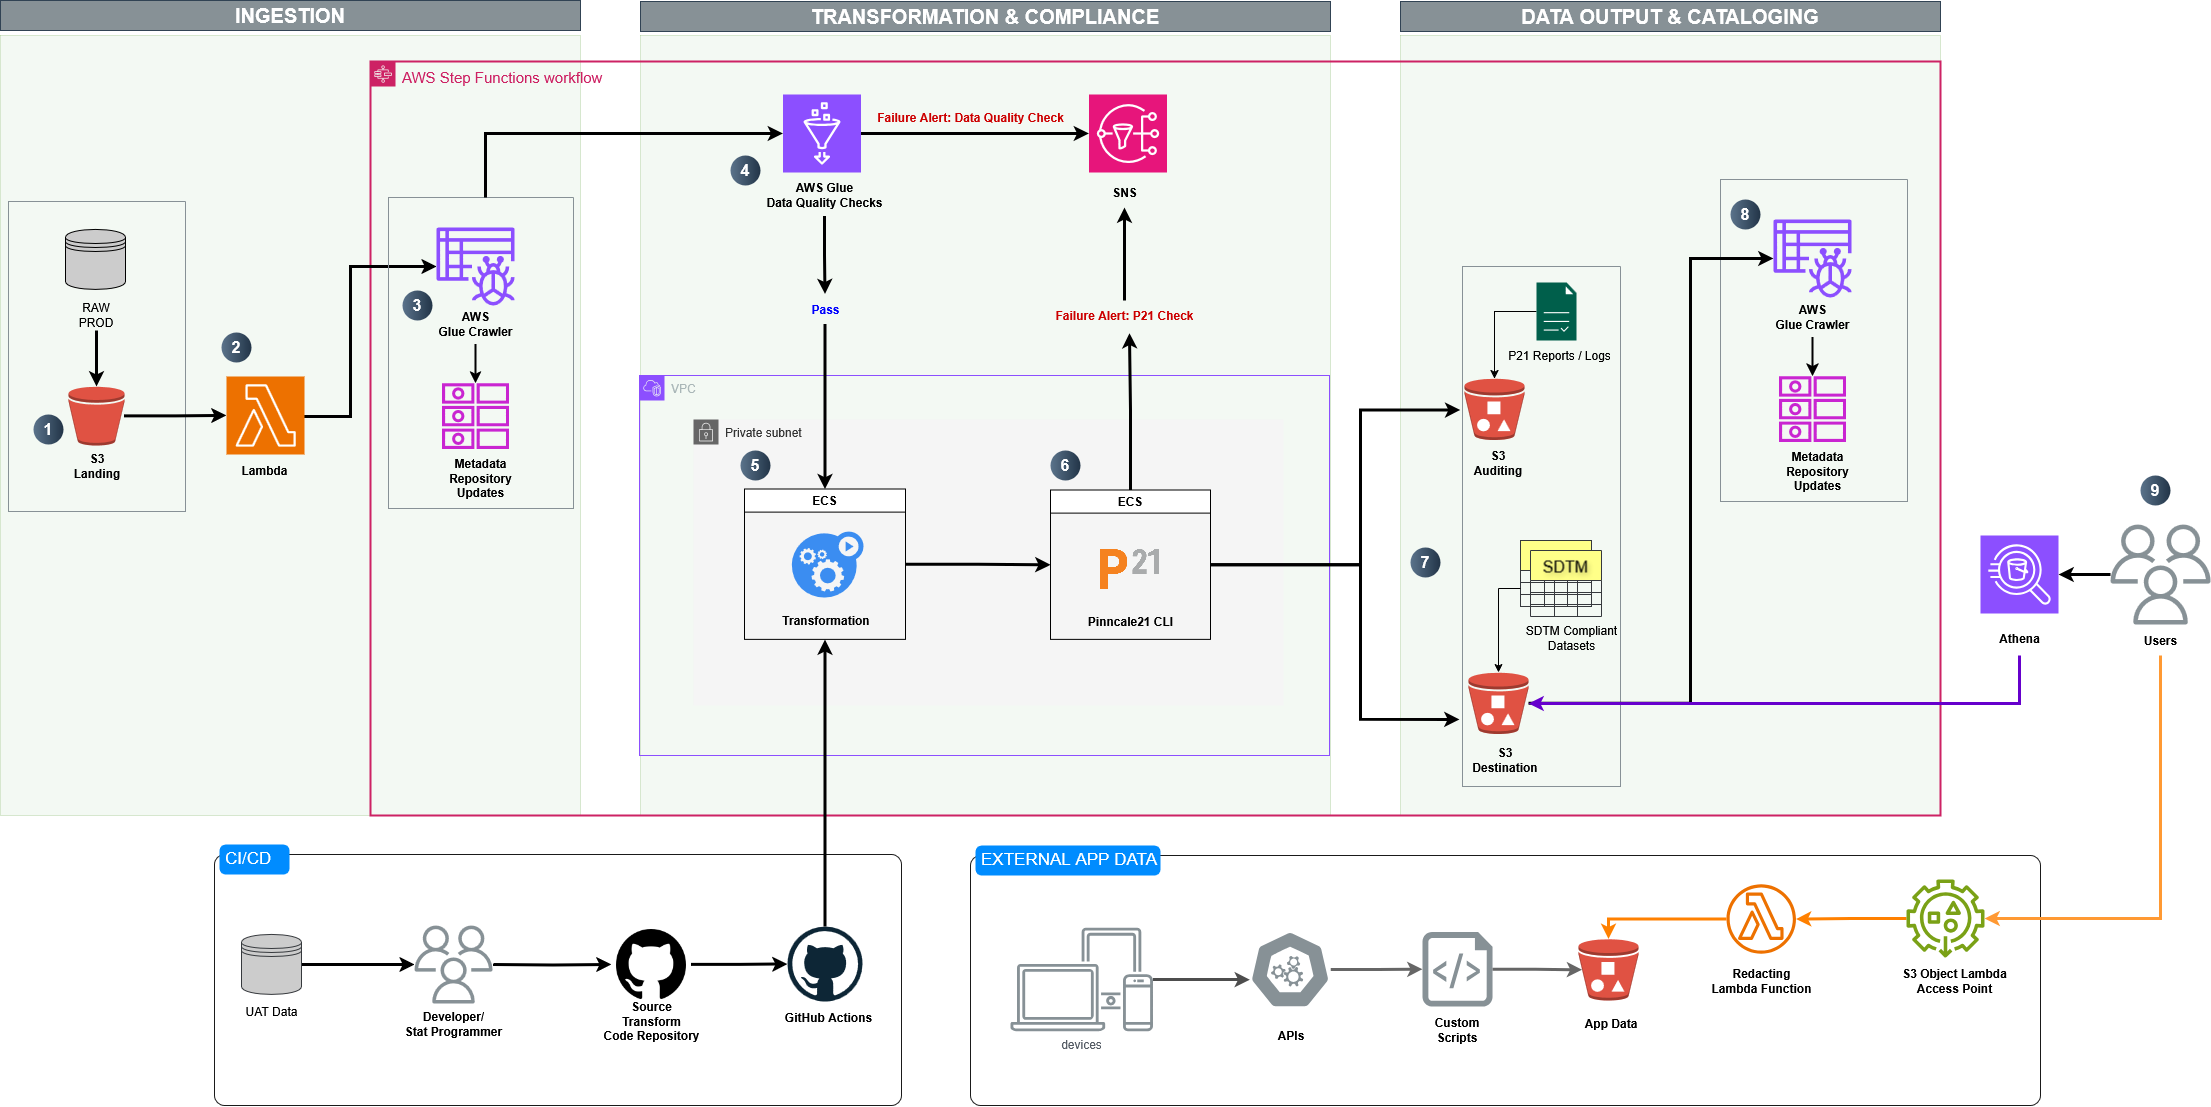 INGESTION
TRANSFORMATION & COMPLIANCE
DATA OUTPUT & CATALOGING
AWS Step Functions workflow
RAW
PROD
1
S3
Landing
2
Lambda
3
AWS
Glue Crawler
Metadata
Repository
Updates
4
AWS Glue
Data Quality Checks
Failure Alert: Data Quality Check
SNS
Pass
Failure Alert: P21 Check
VPC
Private subnet
5
ECS
Transformation
6
ECS
P21
Pinncale21 CLI
7
P21 Reports / Logs
S3
Auditing
SDTM
SDTM Compliant
Datasets
S3
Destination
8
AWS
Glue Crawler
Metadata
Repository
Updates
9
Athena
Users
CI/CD
UAT Data
Developer/
Stat Programmer
Source
Transform
Code Repository
GitHub Actions
EXTERNAL APP DATA
devices
APIs
</>
Custom
Scripts
App Data
Redacting
Lambda Function
S3 Object Lambda
Access Point